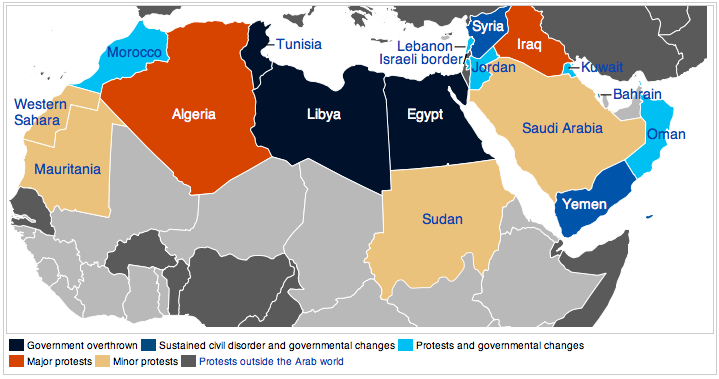 Syria
Morocco
Tunisia
Lebanon
Iraq
Israeli border
Jordan
Kuwait
Western
Sahara
Bahrain
Algeria
Libya
Egypt
Saudi Arabia
Oman
Mauritania
Yemen
Sudan
Government overthrown Sustained civil disorder and governmental changes Protests and governmental changes
Major protests Minor protests Protests outside the Arab world